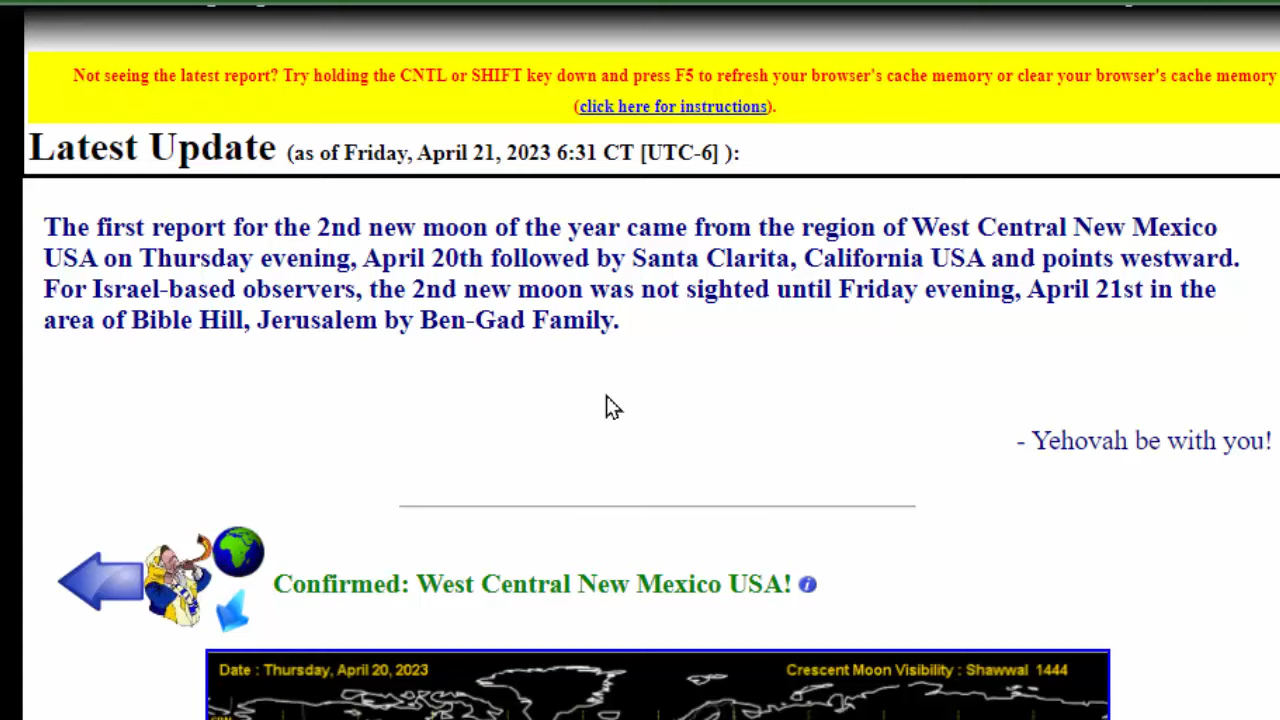 Not seeing the latest report? Try holding the CNTL or SHIFT key down and press F5 to refresh your browser's cache memory or clear your browser's cache memory
(click here for instructions).
Latest Update (as of Friday, April 21, 2023 6:31 CT [UTC-6] ):
The first report for the 2nd new moon of the year came from the region of West Central New Mexico
USA on Thursday evening, April 20th followed by Santa Clarita, California USA and points westward.
For Israel-based observers, the 2nd new moon was not sighted until Friday evening, April 21st in the
area of Bible Hill, Jerusalem by Ben-Gad Family.
- Yehovah be with you!
Confirmed: West Central New Mexico USA! i
Date : Thursday, April 20, 2023
Crescent Moon Visibility : Shawwal 1444